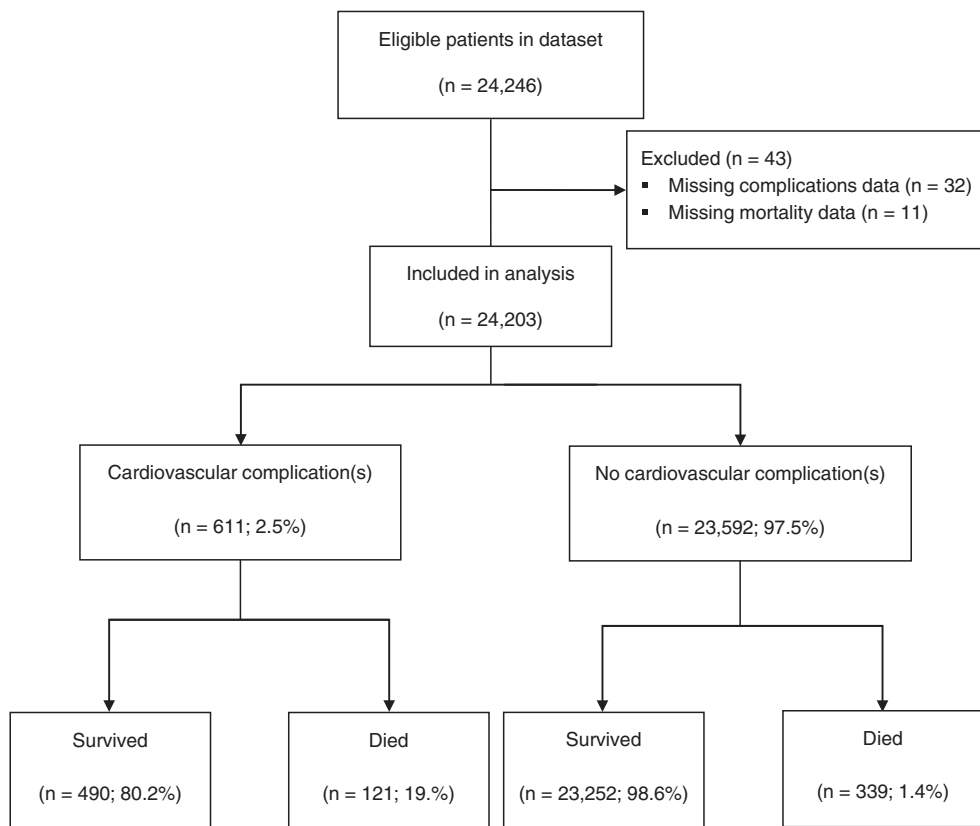 Eligible patients in dataset
(n = 24,246)
Excluded (n = 43)
▪ Missing complications data (n = 32)
▪ Missing mortality data (n = 11)
Included in analysis
(n = 24,203)
Cardiovascular complication(s)
(n = 611; 2.5%)
No cardiovascular complication(s)
(n = 23,592; 97.5%)
Survived
(n = 490; 80.2%)
Died
(n = 121; 19.%)
Survived
(n = 23,252; 98.6%)
Died
(n = 339; 1.4%)